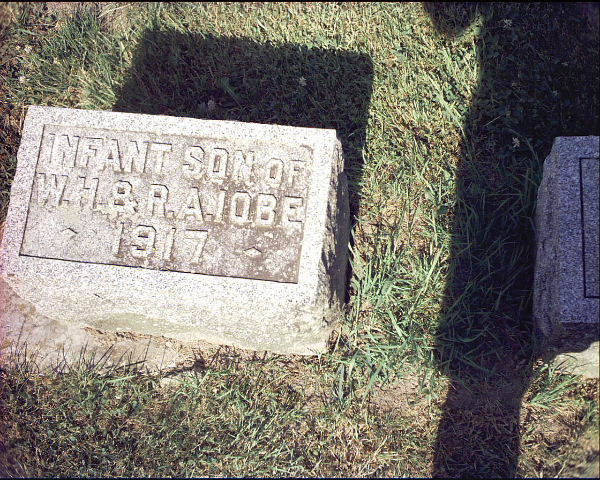 INFANT SON OF
W.H. & R.A. IOBE
1917